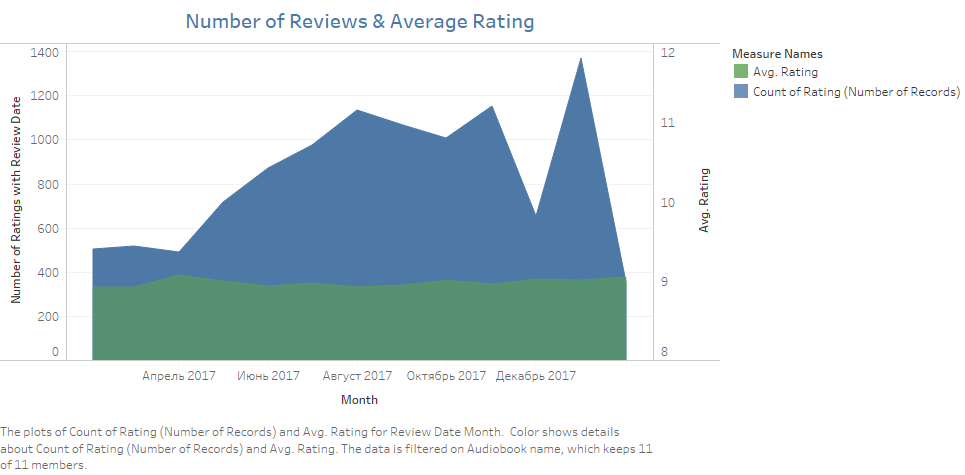 Number of Reviews & Average Rating
Number of Ratings with Review Date
1400
1200
1000
800
600
400
200
0
12
11
10
9
8
Avg. Rating
Апрель 2017 Июнь 2017 Август 2017 Октябрь 2017 Декабрь 2017
Month
Measure Names
Avg. Rating
Count of Rating (Number of Records)
The plots of Count of Rating (Number of Records) and Avg. Rating for Review Date Month. Color shows details
about Count of Rating (Number of Records) and Avg. Rating. The data is filtered on Audiobook name, which keeps 11
of 11 members.